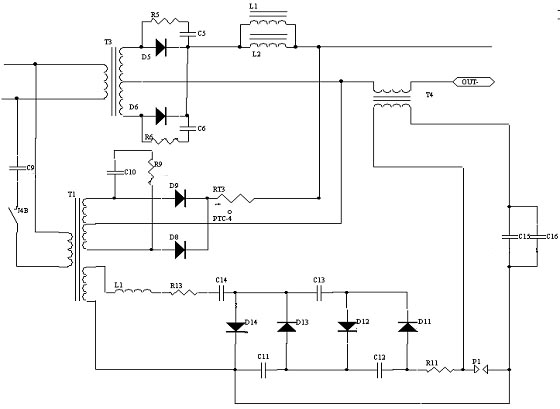 L1
R5
C5
T3
D5
L2
OUT-
T4
D6
C6
R6
C9
C10
R9
T1
D9
RT3
PTC-4
D8
C15
C16
L1
R13
C14
C13
D14
D13
D12
D11
C11
C12
R11
P1